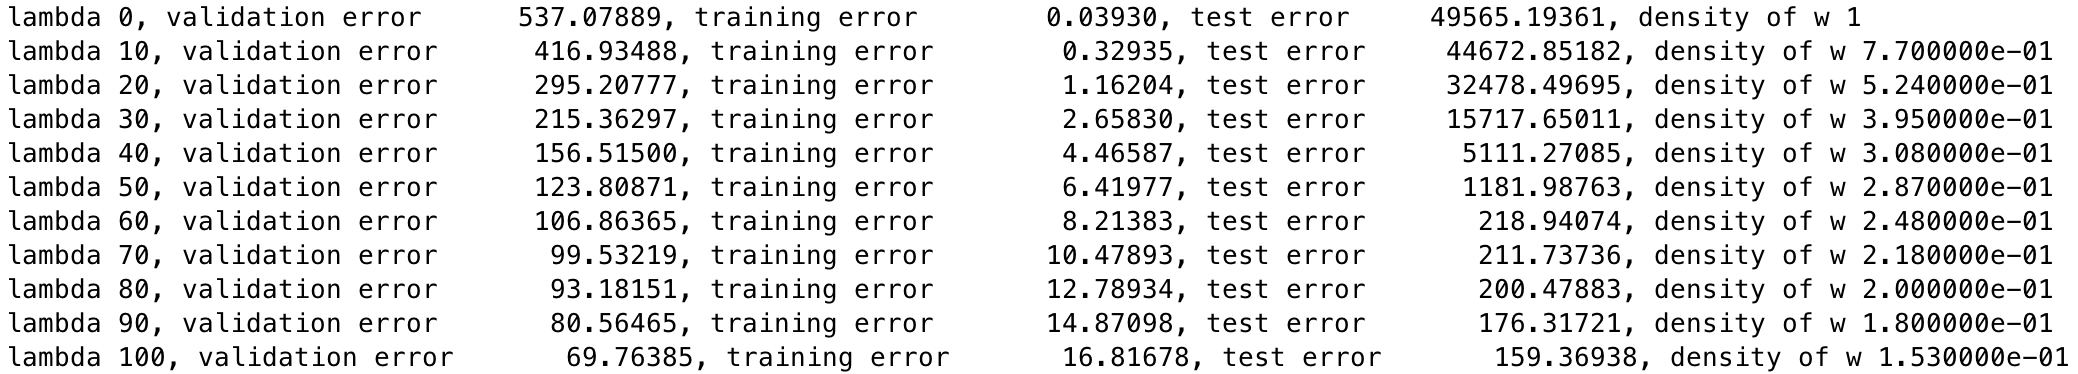 lambda 0, validation error      537.07889, training error        0.03930, test error     49565.19361, density of w 1
lambda 10, validation error      416.93488, training error        0.32935, test error     44672.85182, density of w 7.700000e-01
lambda 20, validation error      295.20777, training error        1.16204, test error     32478.49695, density of w 5.240000e-01
lambda 30, validation error      215.36297, training error        2.65830, test error     15717.65011, density of w 3.950000e-01
lambda 40, validation error      156.51500, training error        4.46587, test error      5111.27085, density of w 3.080000e-01
lambda 50, validation error      123.80871, training error        6.41977, test error      1181.98763, density of w 2.870000e-01
lambda 60, validation error      106.86365, training error        8.21383, test error       218.94074, density of w 2.480000e-01
lambda 70, validation error       99.53219, training error       10.47893, test error       211.73736, density of w 2.180000e-01
lambda 80, validation error       93.18151, training error       12.78934, test error       200.47883, density of w 2.000000e-01
lambda 90, validation error       80.56465, training error       14.87098, test error       176.31721, density of w 1.800000e-01
lambda 100, validation error       69.76385, training error       16.81678, test error       159.36938, density of w 1.530000e-01